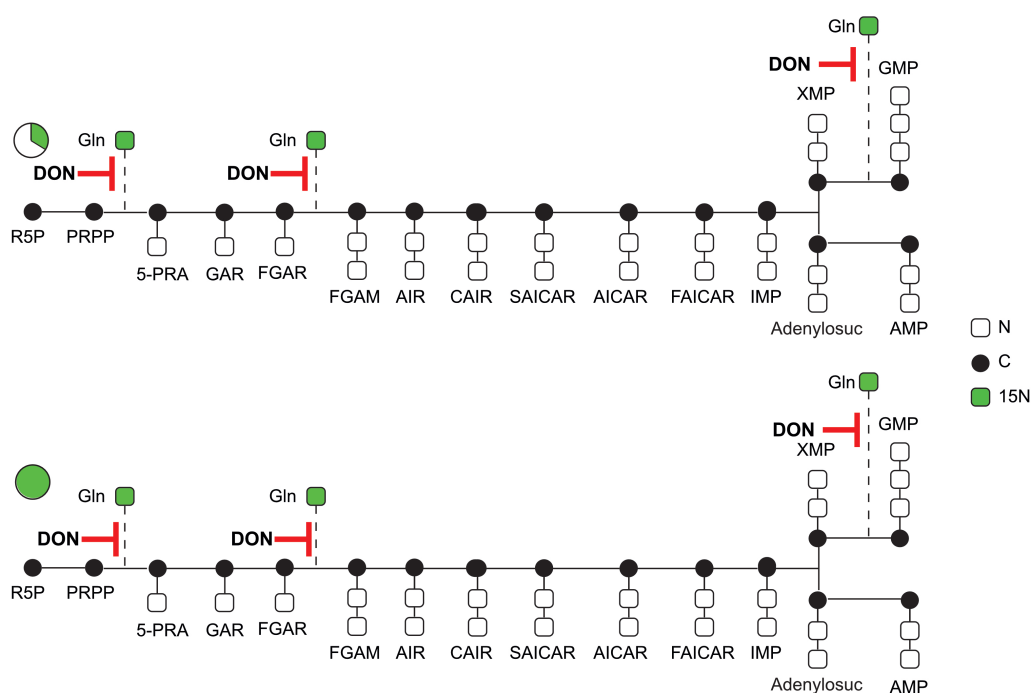 Gln
DON
GMP
XMP
Gln
Gln
DON
DON
R5P
PRPP
5-PRA
GAR
FGAR
FGAM
AIR
CAIR
SAICAR
AICAR
FAICAR
IMP
Adenylosuc
AMP
N
C
15N
Gln
DON
GMP
XMP
Gln
Gln
DON
DON
R5P
PRPP
5-PRA
GAR
FGAR
FGAM
AIR
CAIR
SAICAR
AICAR
FAICAR
IMP
Adenylosuc
AMP